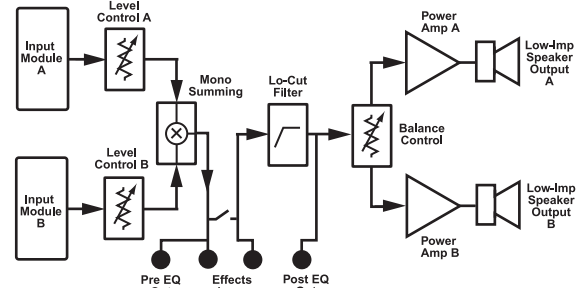 Input
Module
A
Level
Control A
Mono
Summing
Lo-Cut
Filter
Power
Amp A
Low-Imp
Speaker
Output
A
Balance
Control
Input
Module
B
Level
Control B
Power
Amp B
Low-Imp
Speaker
Output
B
Pre EQ
Effects
Post EQ